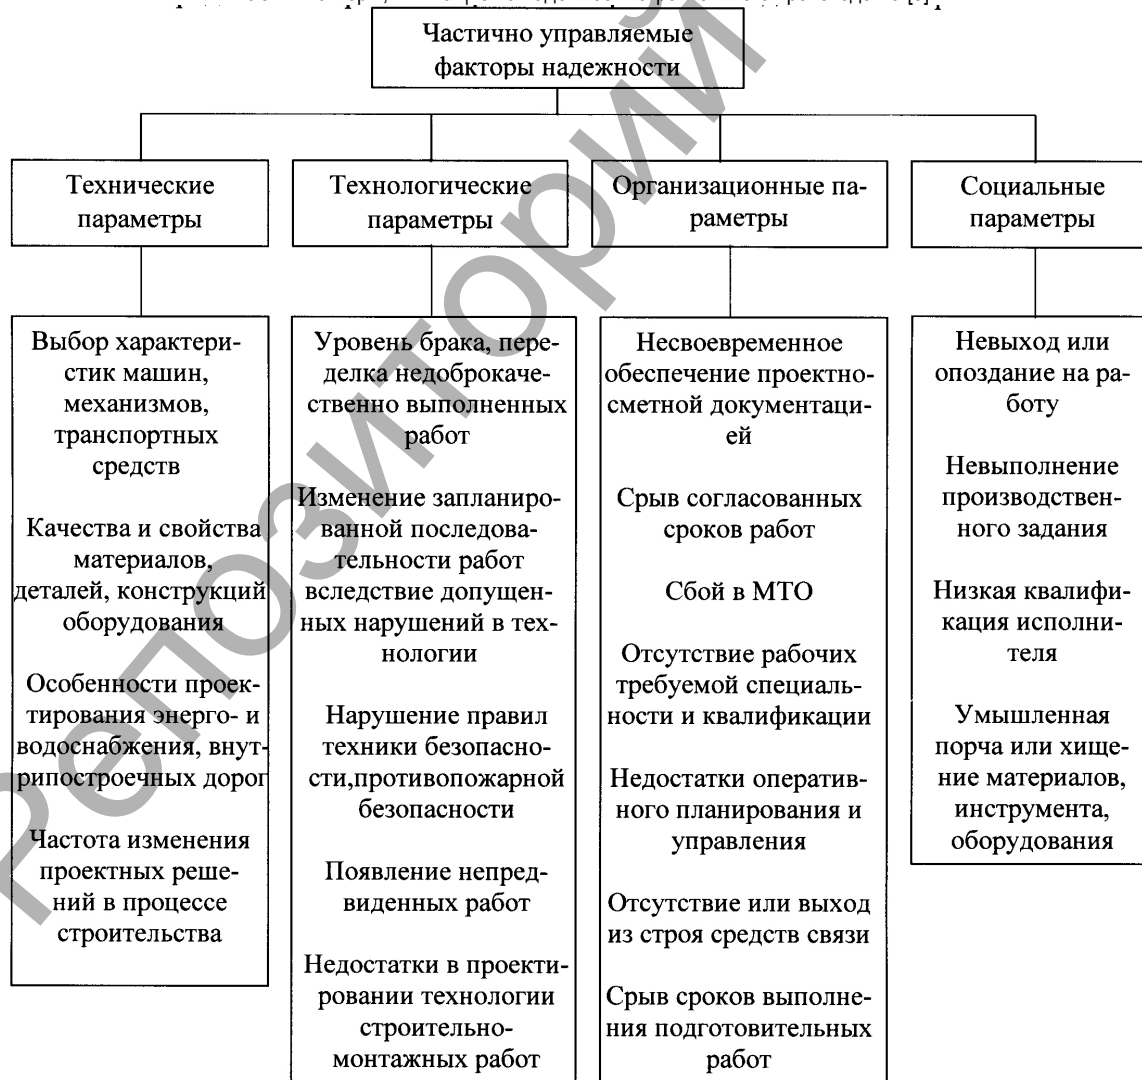 Частично управляемые
факторы надежности
Технические
параметры
Технологические
параметры
Организационные па-
раметры
Социальные
параметры
Выбор характери-
стик машин,
механизмов,
транспортных
средств
Качества и свойства
материалов,
деталей, конструкций
оборудования
Особенности проек-
тирования энерго- и
водоснабжения, внут-
рипостроечных дорог
Частота изменения
проектных реше-
ний в процессе
строительства
Уровень брака, пере-
делка недоброкаче-
ственно выполненных
работ
Изменение запланиро-
ванной последова-
тельности работ
вследствие допущен-
ных нарушений в тех-
нологии
Нарушение правил
техники безопасно-
сти,противопожарной
безопасности
Появление непред-
виденных работ
Недостатки в проекти-
ровании технологии
строительно-
монтажных работ
Несвоевременное
обеспечение проектно-
сметной документаци-
ей
Срыв согласованных
сроков работ
Сбой в МТО
Отсутствие рабочих
требуемой специаль-
ности и квалификации
Недостатки оператив-
ного планирования и
управления
Отсутствие или выход
из строя средств связи
Срыв сроков выполне-
ния подготовительных
работ
Невыход или
опоздание на ра-
боту
Невыполнение
производствен-
ного задания
Низкая квалифи-
кация исполни-
теля
Умышленная
порча или хище-
ние материалов,
инструмента,
оборудования
Репозиторий